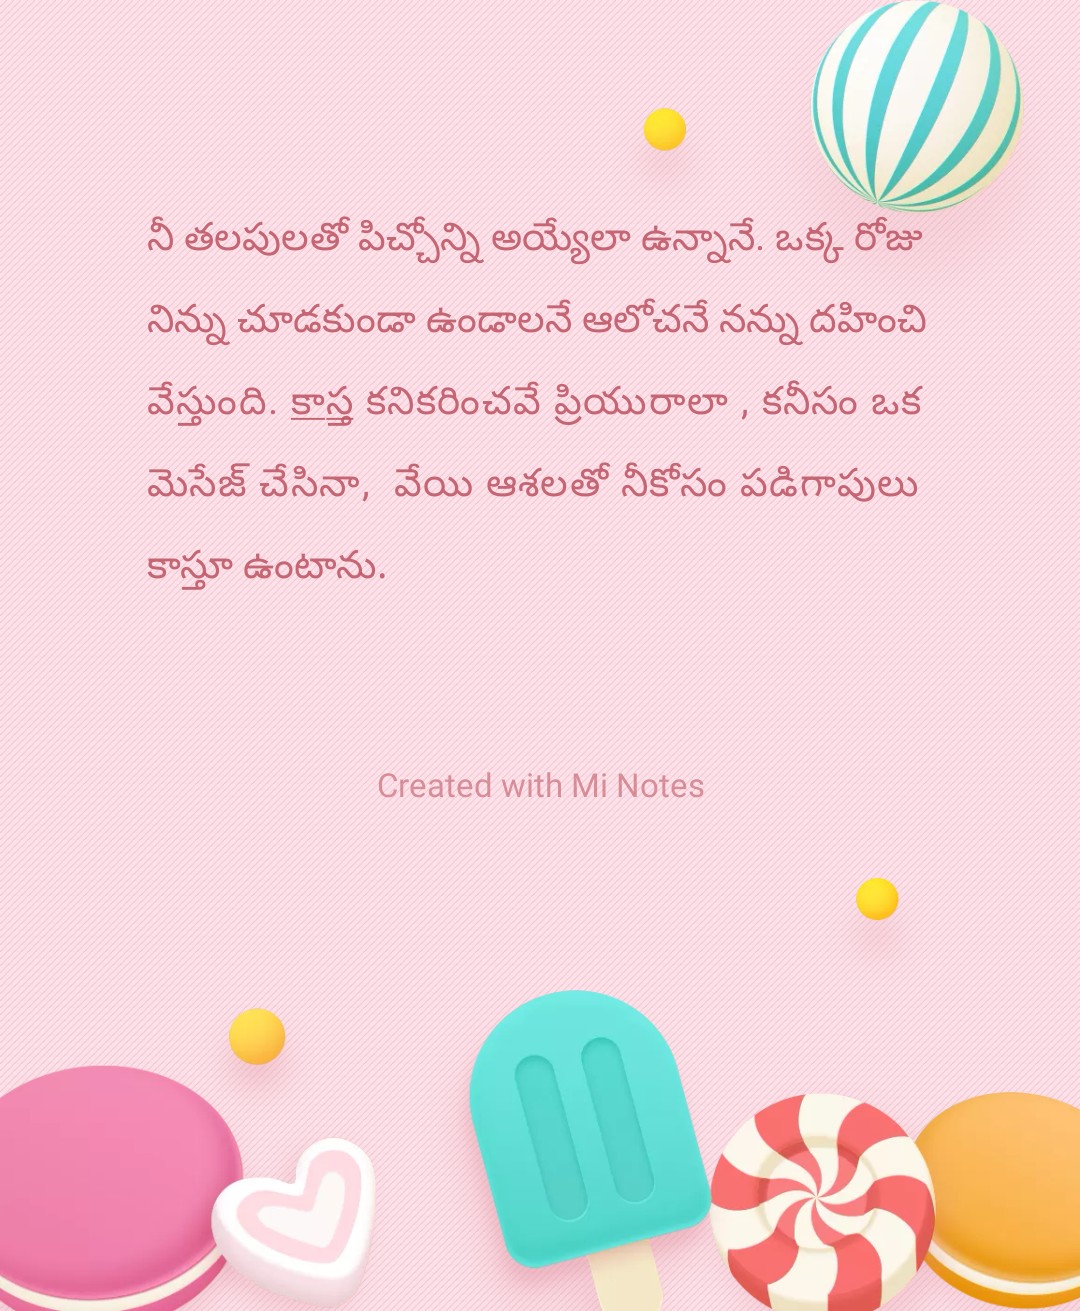 నీ తలపులతో పిచ్చోన్ని అయ్యేలా ఉన్నానే. ఒక్క రోజు
నిన్ను చూడకుండా ఉండాలనే ఆలోచనే నన్ను దహించి
వేస్తుంది. కాస్త కనికరించవే ప్రియురాలా , కనీసం ఒక
మెసేజ్ చేసినా,  వేయి ఆశలతో నీకోసం పడిగాపులు
కాస్తూ ఉంటాను.
Created with Mi Notes